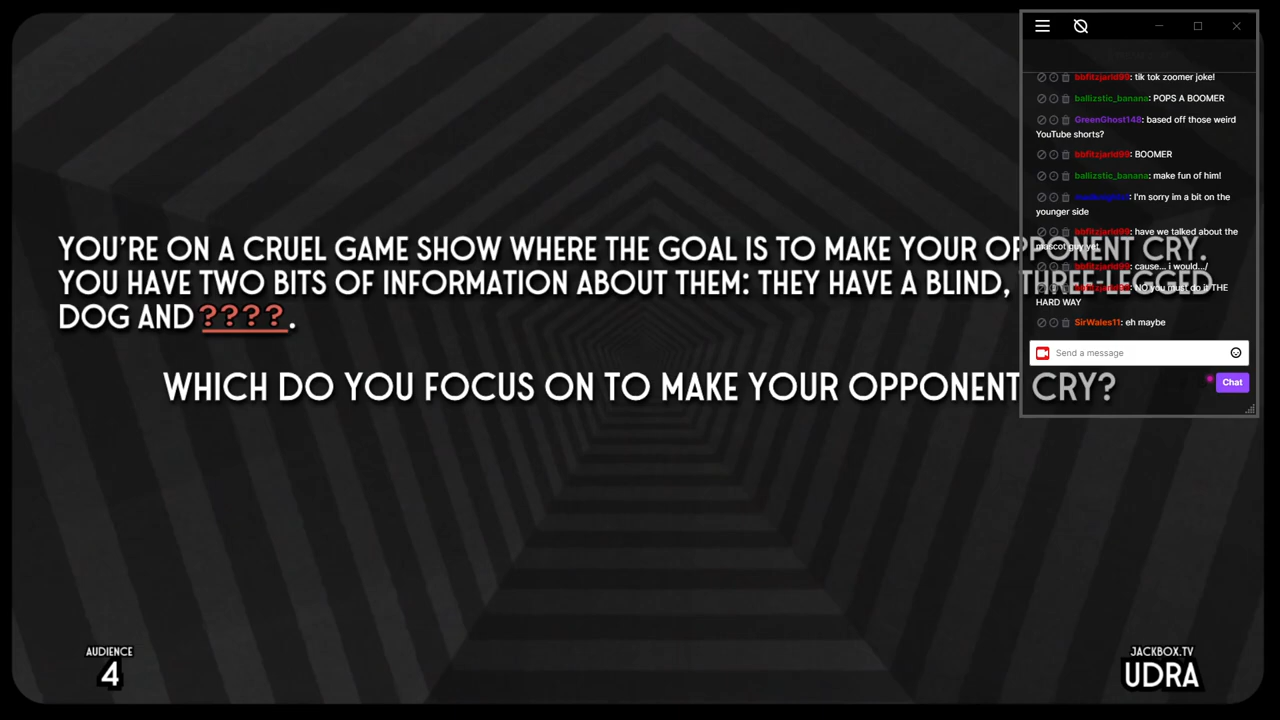 YOU'RE ON A CRUEL GAME SHOW WHERE THE GOAL IS TO MAKE YOUR OPPONENT CRY.
YOU HAVE TWO BITS OF INFORMATION ABOUT THEM: THEY HAVE A BLIND, THREE-LEGGED
DOG AND ????.
WHICH DO YOU FOCUS ON TO MAKE YOUR OPPONENT CRY?
AUDIENCE
4
JACKBOX.TV
UDRA
bbfitzjarld99: tik tok zoomer joke!
ballizstic_banana: POPS A BOOMER
GreenGhost148: based off those weird
YouTube shorts?
bbfitzjarld99: BOOMER
ballizstic_banana: make fun of him!
: I'm sorry im a bit on the
younger side
bbfitzjarld99: have we talked about the
mascot guy yet
bbfitzjarld99: cause... i would.../
bbfitzjarld99: NO you must do it THE
HARD WAY
SirWales11: eh maybe
Send a message
Chat